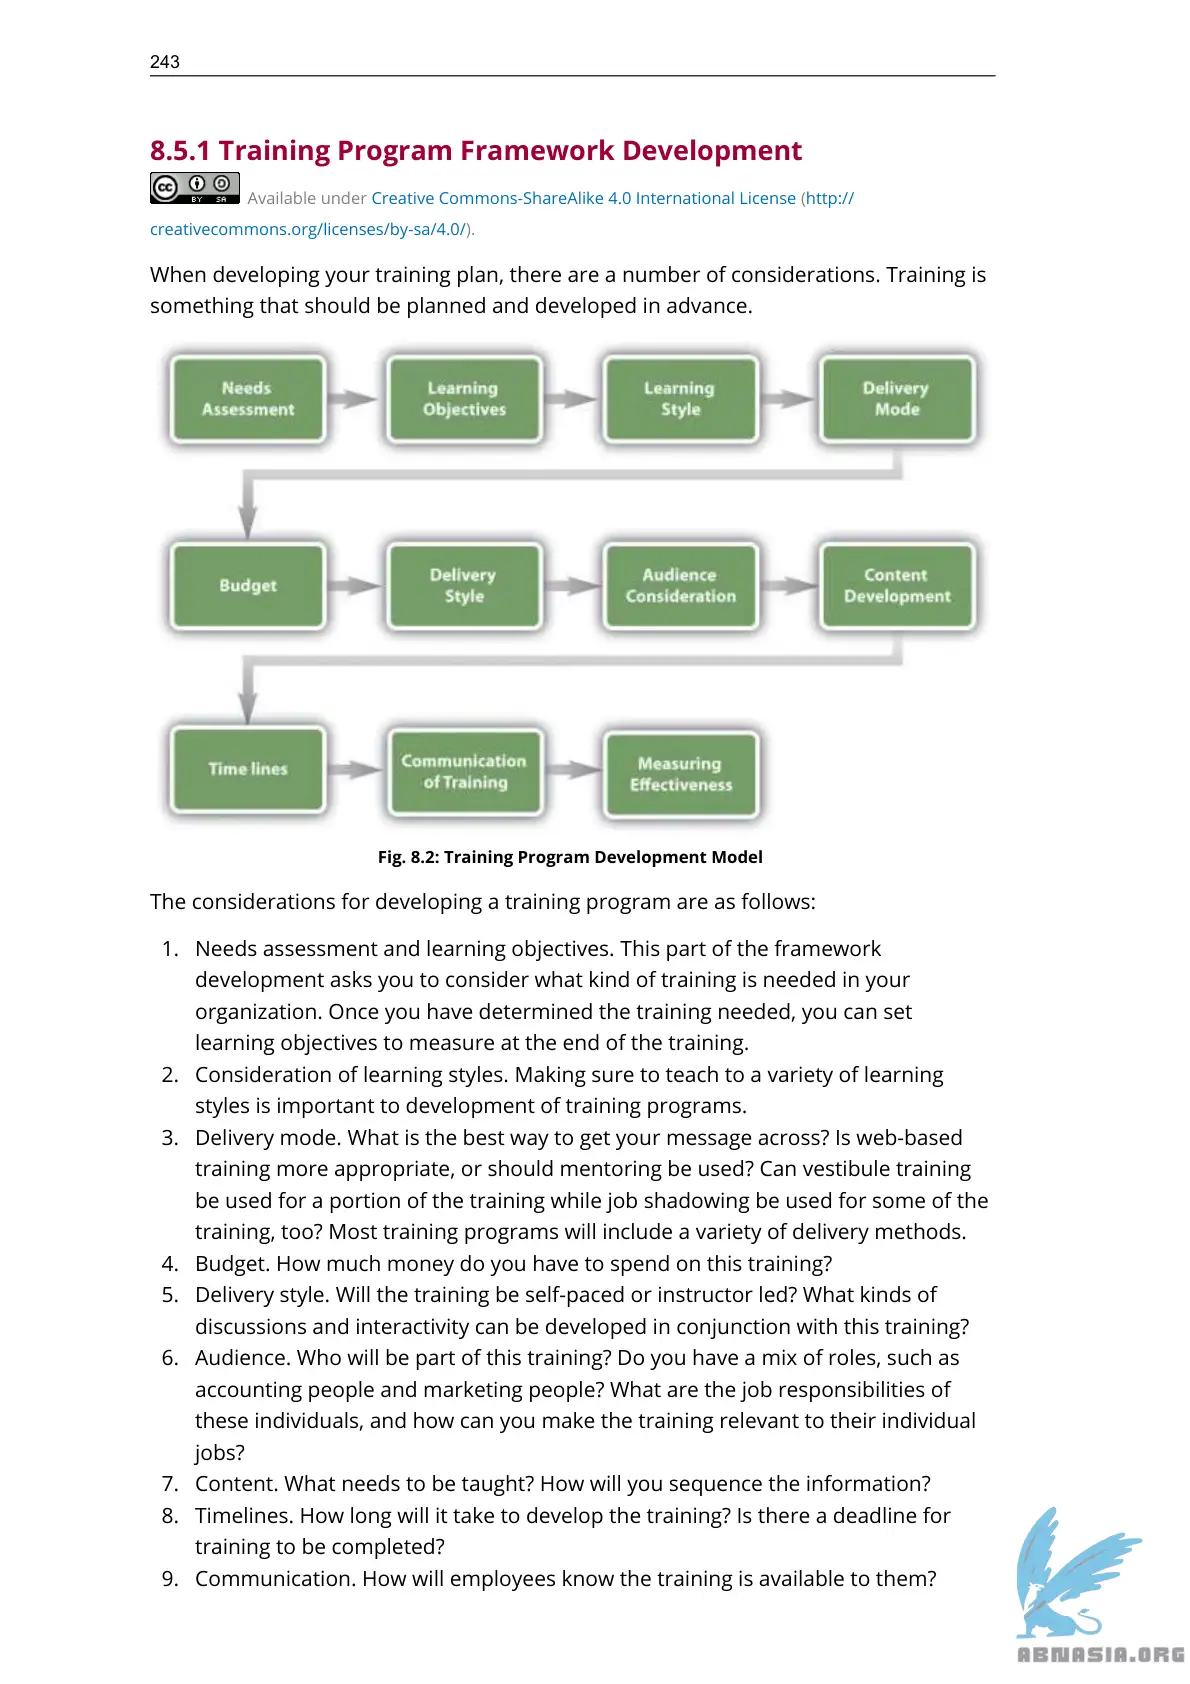 243
8.5.1 Training Program Framework Development
cc BY SA Available under Creative Commons-ShareAlike 4.0 International License (http://
creativecommons.org/licenses/by-sa/4.0/).
When developing your training plan, there are a number of considerations. Training is
something that should be planned and developed in advance.
Needs
Assessment
Learning
Objectives
Learning
Style
Delivery
Mode
Budget
Delivery
Style
Audience
Consideration
Content
Development
Time lines
Communication
of Training
Measuring
Effectiveness
Fig. 8.2: Training Program Development Model
The considerations for developing a training program are as follows:
1. Needs assessment and learning objectives. This part of the framework
development asks you to consider what kind of training is needed in your
organization. Once you have determined the training needed, you can set
learning objectives to measure at the end of the training.
2. Consideration of learning styles. Making sure to teach to a variety of learning
styles is important to development of training programs.
3. Delivery mode. What is the best way to get your message across? Is web-based
training more appropriate, or should mentoring be used? Can vestibule training
be used for a portion of the training while job shadowing be used for some of the
training, too? Most training programs will include a variety of delivery methods.
4. Budget. How much money do you have to spend on this training?
5. Delivery style. Will the training be self-paced or instructor led? What kinds of
discussions and interactivity can be developed in conjunction with this training?
6. Audience. Who will be part of this training? Do you have a mix of roles, such as
accounting people and marketing people? What are the job responsibilities of
these individuals, and how can you make the training relevant to their individual
jobs?
7. Content. What needs to be taught? How will you sequence the information?
8. Timelines. How long will it take to develop the training? Is there a deadline for
training to be completed?
9. Communication. How will employees know the training is available to them?
ABNASIA.ORG